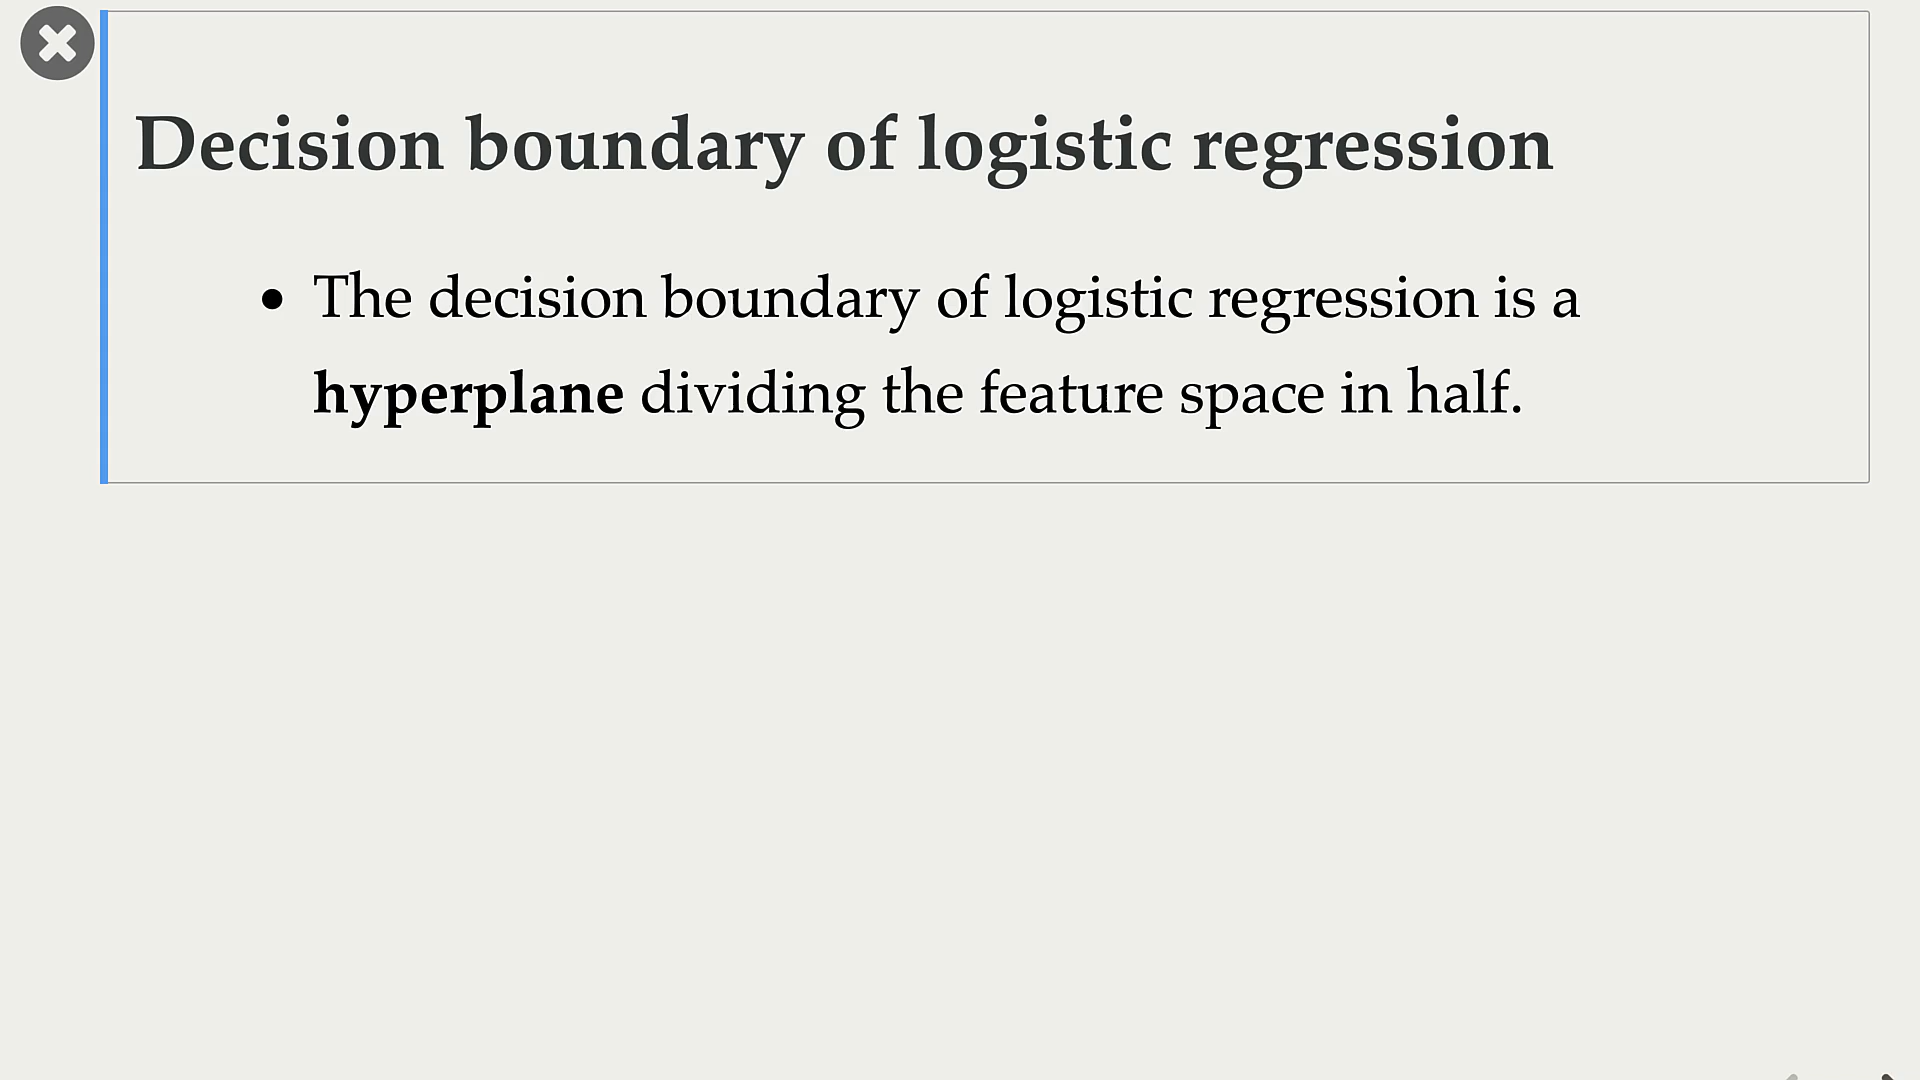 Decision boundary of logistic regression
• The decision boundary of logistic regression is a
hyperplane dividing the feature space in half.